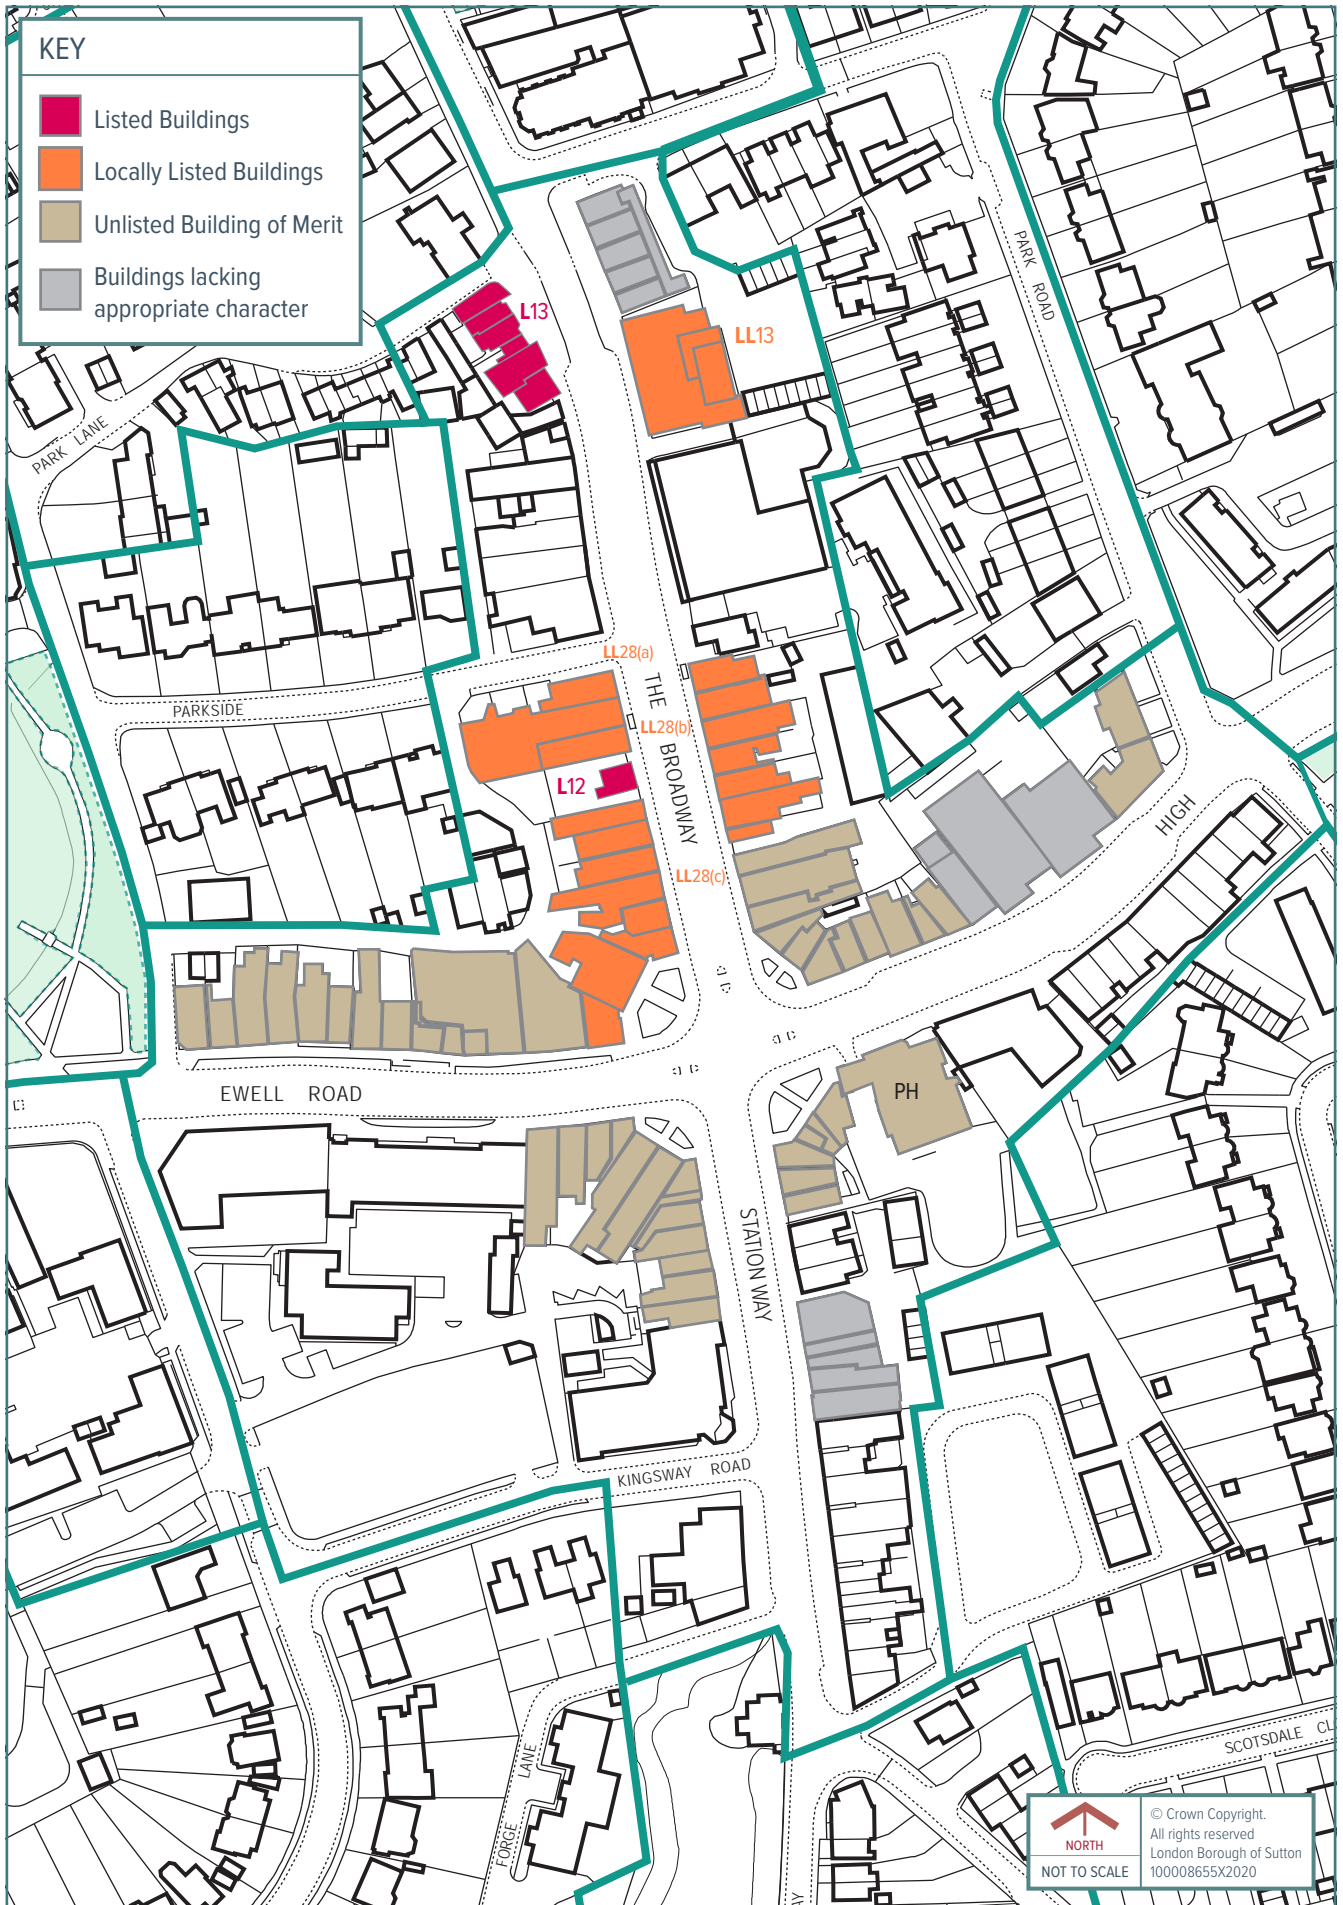 KEY
Listed Buildings
Locally Listed Buildings
Unlisted Building of Merit
Buildings lacking
appropriate character
L13
LL13
PARK ROAD
PARK LANE
LL28(a)
THE BROADWAY
PARKSIDE
LL28(b)
L12
HIGH
LL28(c)
EWELL ROAD
PH
STATION WAY
KINGSWAY ROAD
FORGE LANE
SCOTSDALE CL
AY
NORTH
NOT TO SCALE
© Crown Copyright.
All rights reserved
London Borough of Sutton
100008655X2020